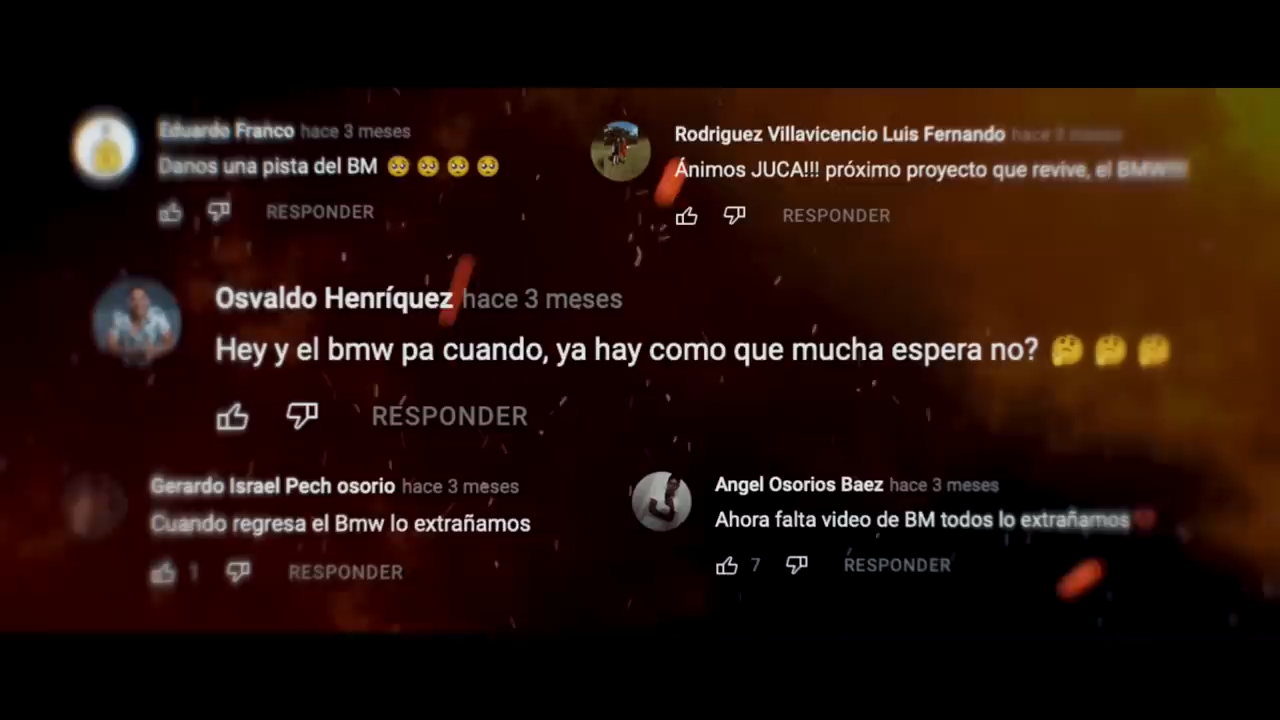 Eduardo Franco hace 3 meses
Danos una pista del BM 🥺 🥺 🥺 🥺
RESPONDER
Rodriguez Villavicencio Luis Fernando hace 3 meses
Ánimos JUCA!!! próximo proyecto que revive, el BMW!!!!
RESPONDER
Osvaldo Henríquez hace 3 meses
Hey y el bmw pa cuando, ya hay como que mucha espera no? 🤔 🤔 🤔
RESPONDER
Gerardo Israel Pech osorio hace 3 meses
Cuando regresa el Bmw lo extrañamos
1 RESPONDER
Angel Osorios Baez hace 3 meses
Ahora falta video de BM todos lo extrañamos ❤
7 RESPONDER